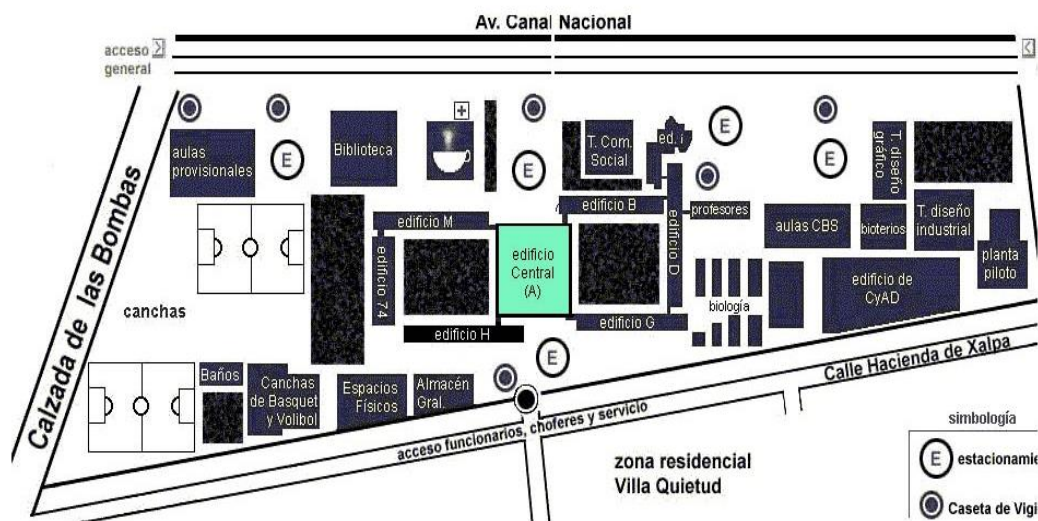 Av. Canal Nacional
acceso
general
aulas
provisionales
E
Biblioteca
E
T. Com.
Social
ed. i
E
E
T. diseño
gráfico
edificio M
edificio B
profesores
edificio D
aulas CBS
bioterios
T. diseño
industrial
planta
piloto
edificio
Central
(A)
edificio 74
edificio de
CyAD
biología
canchas
edificio H
edificio G
E
Calzada de las Bombas
Baños
Canchas
de Basquet
y Volibol
Espacios
Físicos
Almacén
Gral.
Calle Hacienda de Xalpa
acceso funcionarios, choferes y servicio
zona residencial
Villa Quietud
simbología
E estacionamie
Caseta de Vigi